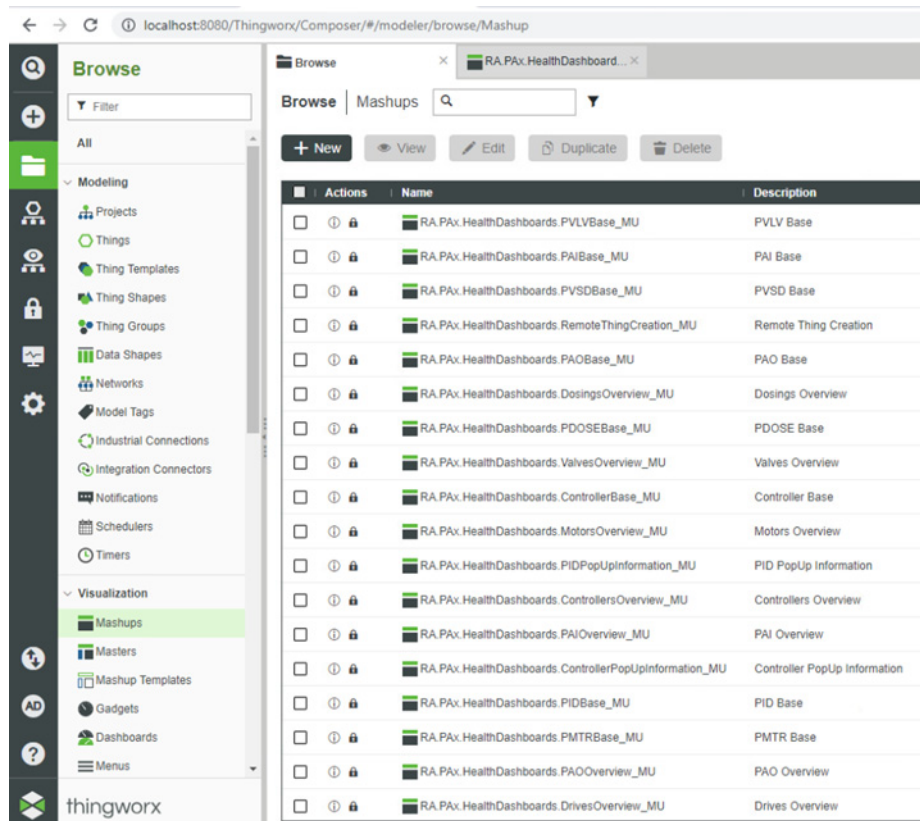 localhost:8080/Thingworx/Composer/#/modeler/browse/Mashup
Browse
Filter
All
Modeling
Projects
Things
Thing Templates
Thing Shapes
Thing Groups
Data Shapes
Networks
Model Tags
Industrial Connections
Integration Connectors
Notifications
Schedulers
Timers
Visualization
Mashups
Masters
Mashup Templates
Gadgets
Dashboards
Menus
AD
thingworx
Browse RA.PAx.HealthDashboard...
Browse Mashups
New View Edit Duplicate Delete
Actions Name Description
RA.PAx.HealthDashboards.PVLVBase_MU PVLV Base
RA.PAx.HealthDashboards.PAIBase_MU PAI Base
RA.PAx.HealthDashboards.PVSDBase_MU PVSD Base
RA.PAx.HealthDashboards.RemoteThingCreation_MU Remote Thing Creation
RA.PAx.HealthDashboards.PAOBase_MU PAO Base
RA.PAx.HealthDashboards.DosingsOverview_MU Dosings Overview
RA.PAx.HealthDashboards.PDOSEBase_MU PDOSE Base
RA.PAx.HealthDashboards.ValvesOverview_MU Valves Overview
RA.PAx.HealthDashboards.ControllerBase_MU Controller Base
RA.PAx.HealthDashboards.MotorsOverview_MU Motors Overview
RA.PAx.HealthDashboards.PIDPopUpInformation_MU PID PopUp Information
RA.PAx.HealthDashboards.ControllersOverview_MU Controllers Overview
RA.PAx.HealthDashboards.PAIOverview_MU PAI Overview
RA.PAx.HealthDashboards.ControllerPopUpInformation_MU Controller PopUp Information
RA.PAx.HealthDashboards.PIDBase_MU PID Base
RA.PAx.HealthDashboards.PMTRBase_MU PMTR Base
RA.PAx.HealthDashboards.PAOOverview_MU PAO Overview
RA.PAx.HealthDashboards.DrivesOverview_MU Drives Overview